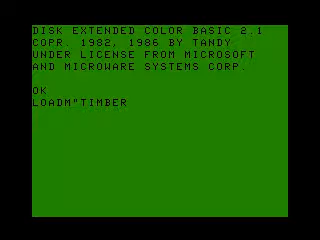 DISK EXTENDED COLOR BASIC 2.1
COPR. 1982, 1986 BY TANDY
UNDER LICENSE FROM MICROSOFT
AND MICROWARE SYSTEMS CORP.
OK
LOADM"TIMBER